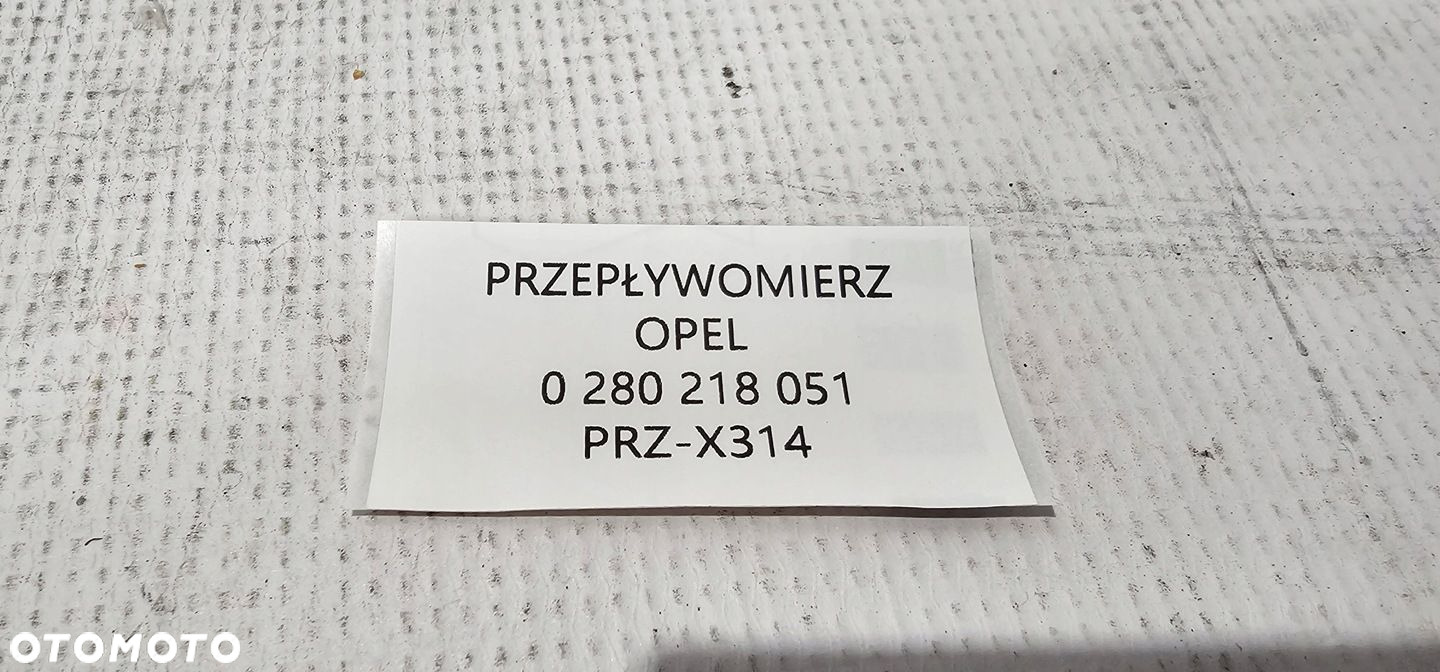 PRZEPŁYWOMIERZ
OPEL
0 280 218 051
PRZ-X314
OTOMOTO